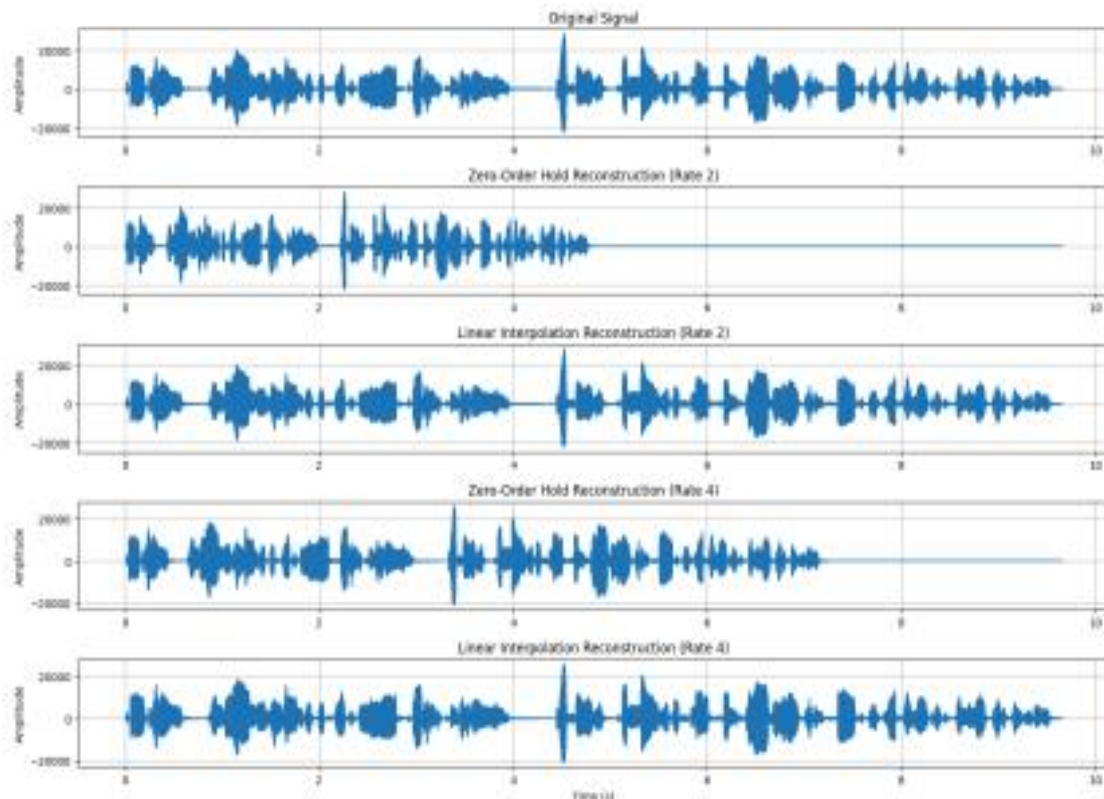 Original Signal
Amplitude
20000
0
−20000
0 2 4 6 8 10
Zero-Order Hold Reconstruction (Rate 2)
Amplitude
20000
0
−20000
0 2 4 6 8 10
Linear Interpolation Reconstruction (Rate 2)
Amplitude
20000
0
−20000
0 2 4 6 8 10
Zero-Order Hold Reconstruction (Rate 4)
Amplitude
20000
0
−20000
0 2 4 6 8 10
Linear Interpolation Reconstruction (Rate 4)
Amplitude
20000
0
−20000
0 2 4 6 8 10
Time (s)